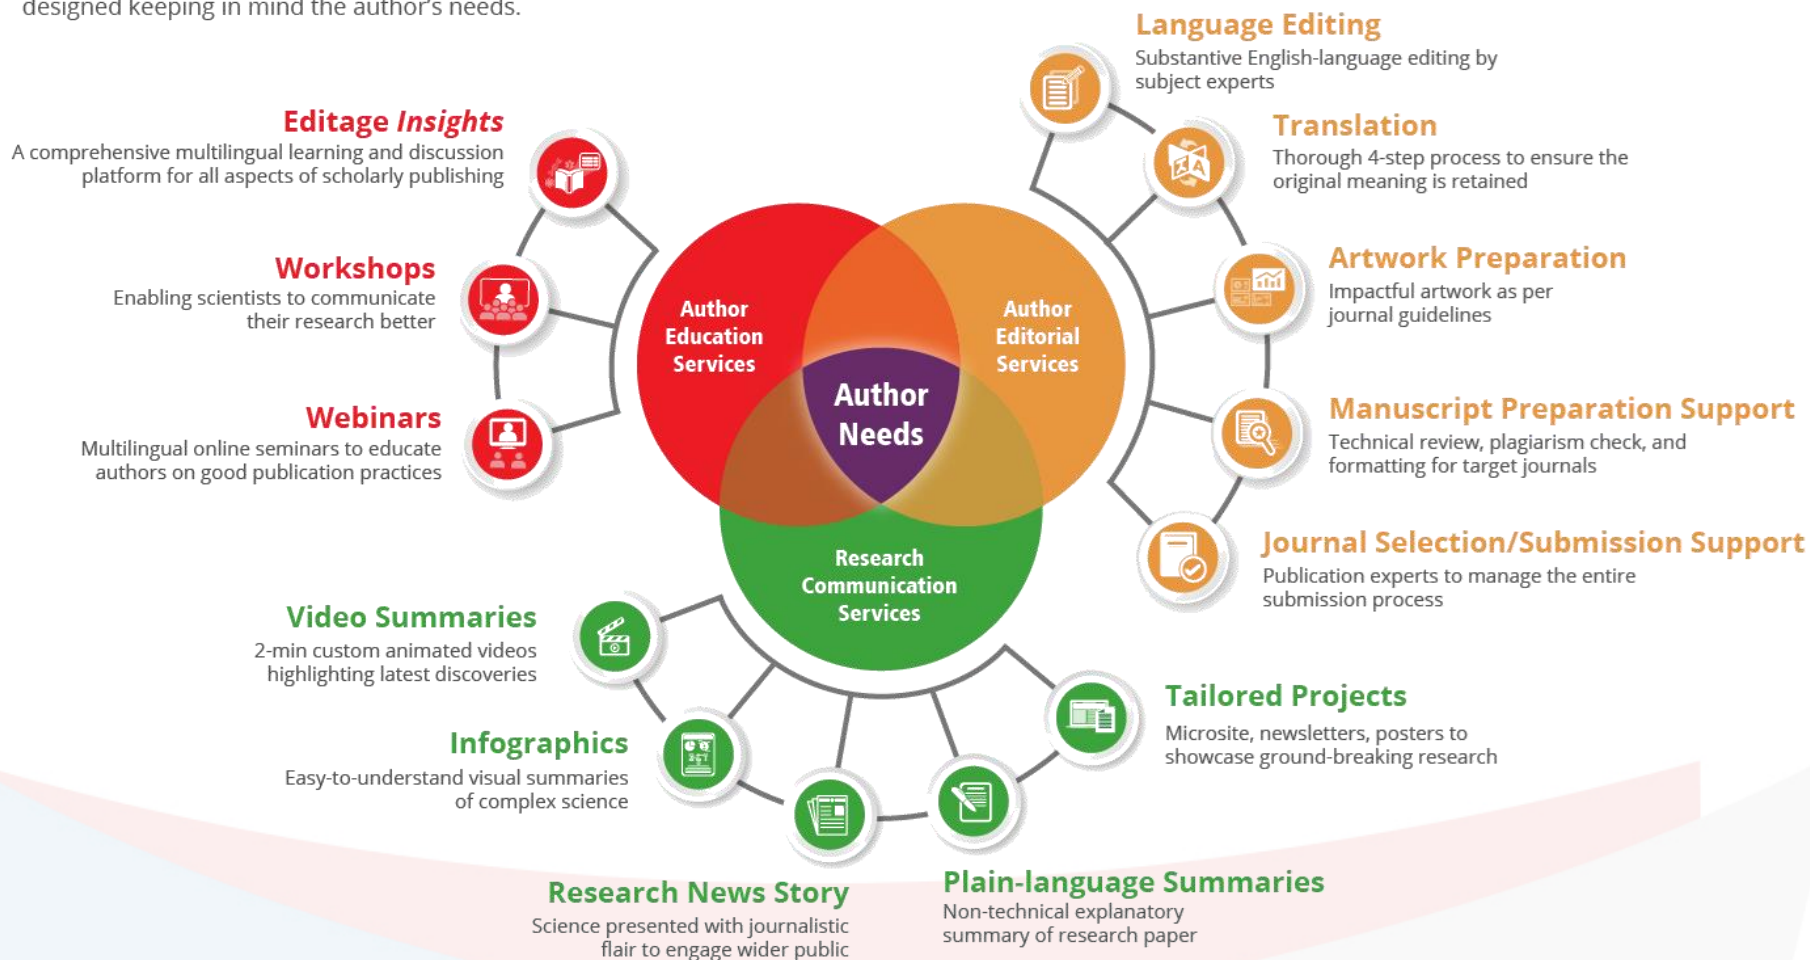 designed keeping in mind the author's needs.
Editage Insights
A comprehensive multilingual learning and discussion
platform for all aspects of scholarly publishing
Workshops
Enabling scientists to communicate
their research better
Webinars
Multilingual online seminars to educate
authors on good publication practices
Language Editing
Substantive English-language editing by
subject experts
Translation
Thorough 4-step process to ensure the
original meaning is retained
Artwork Preparation
Impactful artwork as per
journal guidelines
Manuscript Preparation Support
Technical review, plagiarism check, and
formatting for target journals
Journal Selection/Submission Support
Publication experts to manage the entire
submission process
Author
Education
Services
Author
Editorial
Services
Author
Needs
Research
Communication
Services
Video Summaries
2-min custom animated videos
highlighting latest discoveries
Infographics
Easy-to-understand visual summaries
of complex science
Research News Story
Science presented with journalistic
flair to engage wider public
Plain-language Summaries
Non-technical explanatory
summary of research paper
Tailored Projects
Microsite, newsletters, posters to
showcase ground-breaking research